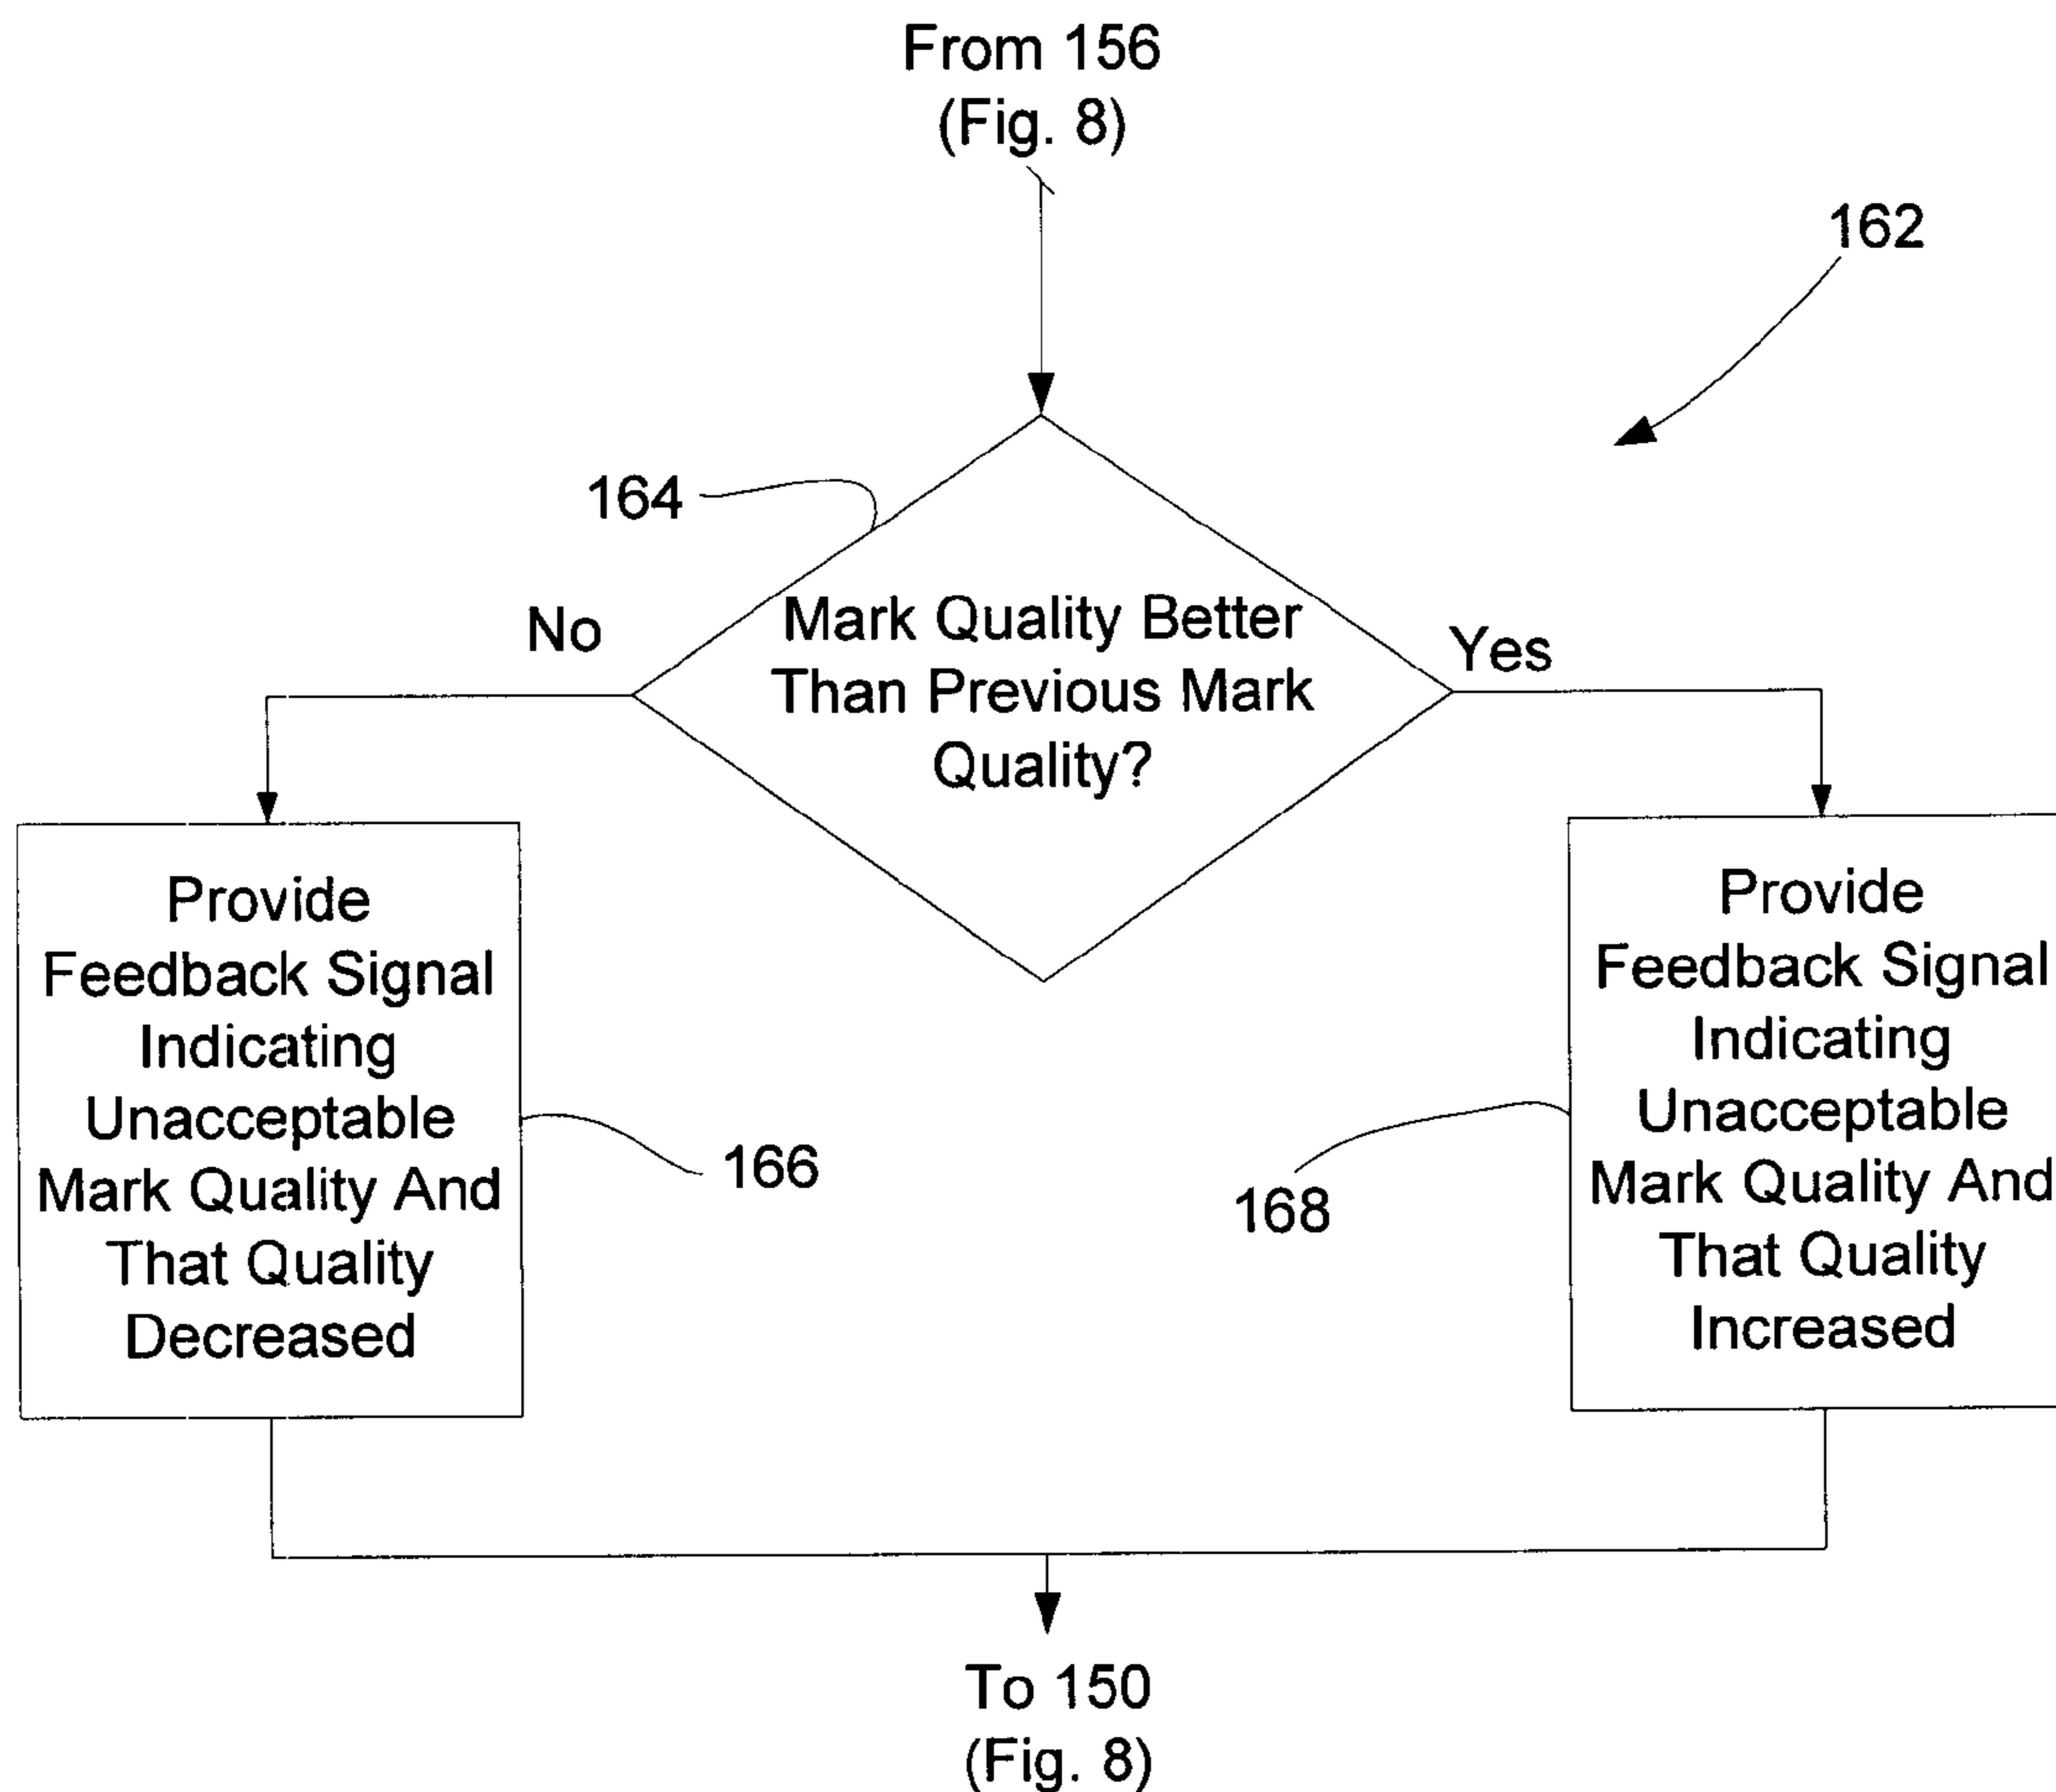 From 156
(Fig. 8)
162
164
No
Mark Quality Better
Than Previous Mark
Quality?
Yes
Provide
Feedback Signal
Indicating
Unacceptable
Mark Quality And
That Quality
Decreased
166
168
Provide
Feedback Signal
Indicating
Unacceptable
Mark Quality And
That Quality
Increased
To 150
(Fig. 8)